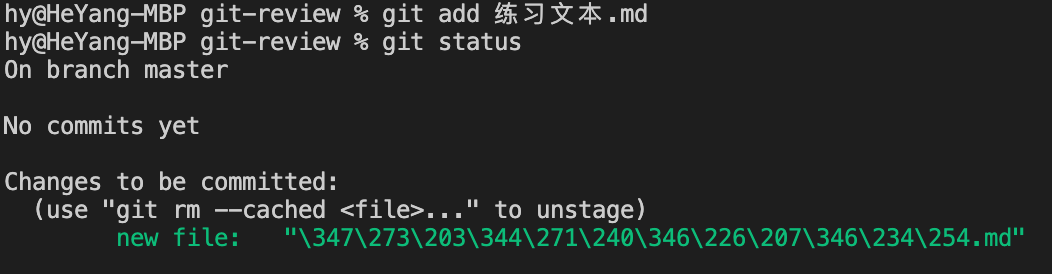 hy@HeYang-MBP git-review % git add 练习文本.md
hy@HeYang-MBP git-review % git status
On branch master
No commits yet
Changes to be committed:
(use "git rm --cached <file>..." to unstage)
new file: "\347\273\203\344\271\240\346\226\207\346\234\254.md"